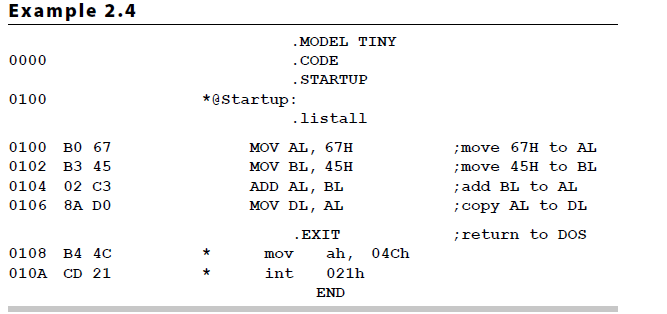 Example 2.4
.MODEL TINY
0000 .CODE
.STARTUP
0100 *@Startup:
.listall
0100 B0 67 MOV AL, 67H ;move 67H to AL
0102 B3 45 MOV BL, 45H ;move 45H to BL
0104 02 C3 ADD AL, BL ;add BL to AL
0106 8A D0 MOV DL, AL ;copy AL to DL
.EXIT ;return to DOS
0108 B4 4C * mov ah, 04Ch
010A CD 21 * int 021h
END